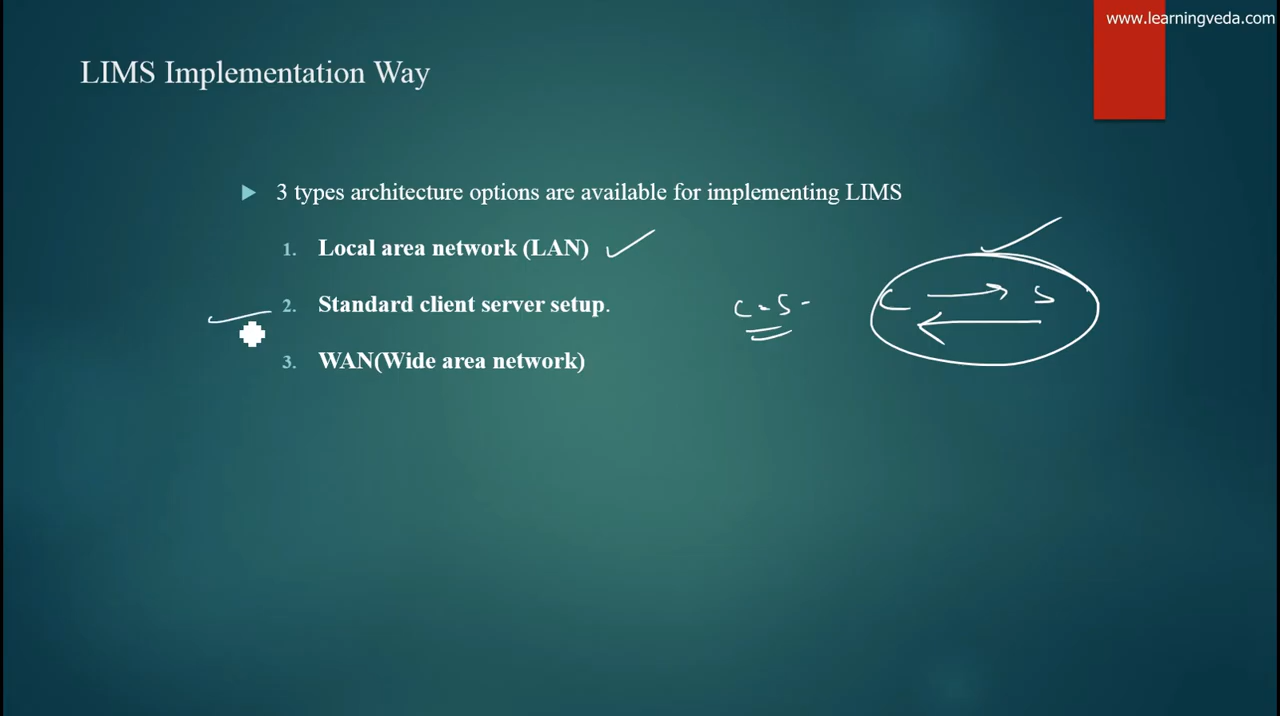 www.learningveda.com
LIMS Implementation Way
3 types architecture options are available for implementing LIMS
1. Local area network (LAN)
2. Standard client server setup.
C - S -
C S
3. WAN(Wide area network)